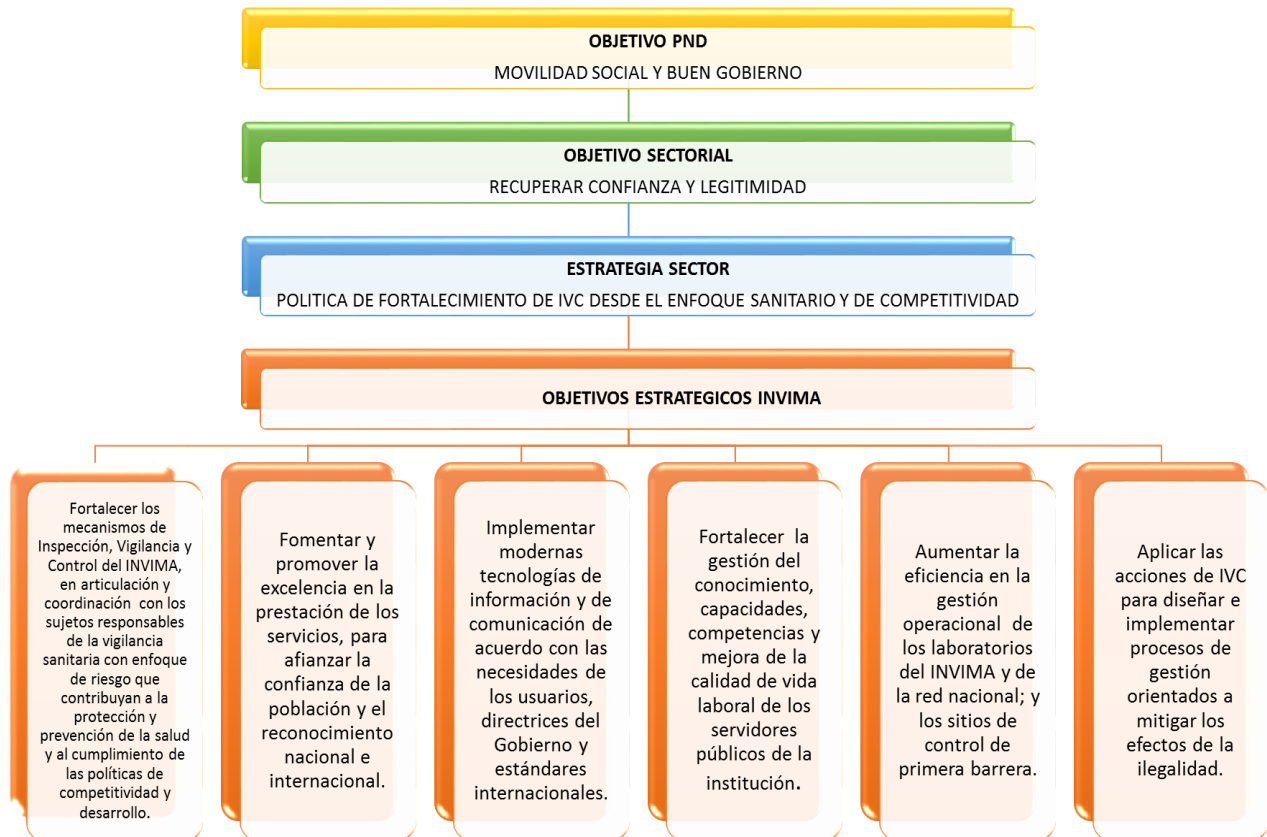 OBJETIVO PND
MOVILIDAD SOCIAL Y BUEN GOBIERNO
OBJETIVO SECTORIAL
RECUPERAR CONFIANZA Y LEGITIMIDAD
ESTRATEGIA SECTOR
POLITICA DE FORTALECIMIENTO DE IVC DESDE EL ENFOQUE SANITARIO Y DE COMPETITIVIDAD
OBJETIVOS ESTRATEGICOS INVIMA
Fortalecer los
mecanismos de
Inspección, Vigilancia y
Control del INVIMA,
en articulación y
coordinación con los
sujetos responsables
de la vigilancia
sanitaria con enfoque
de riesgo que
contribuyan a la
protección y
prevención de la salud
y al cumplimiento de
las políticas de
competitividad y
desarrollo.
Fomentar y
promover la
excelencia en la
prestación de los
servicios, para
afianzar la
confianza de la
población y el
reconocimiento
nacional e
internacional.
Implementar
modernas
tecnologías de
información y de
comunicación de
acuerdo con las
necesidades de
los usuarios,
directrices del
Gobierno y
estándares
internacionales.
Fortalecer la
gestión del
conocimiento,
capacidades,
competencias y
mejora de la
calidad de vida
laboral de los
servidores
públicos de la
institución.
Aumentar la
eficiencia en la
gestión
operacional de
los laboratorios
del INVIMA y de
la red nacional; y
los sitios de
control de
primera barrera.
Aplicar las
acciones de IVC
para diseñar e
implementar
procesos de
gestión
orientados a
mitigar los
efectos de la
ilegalidad.